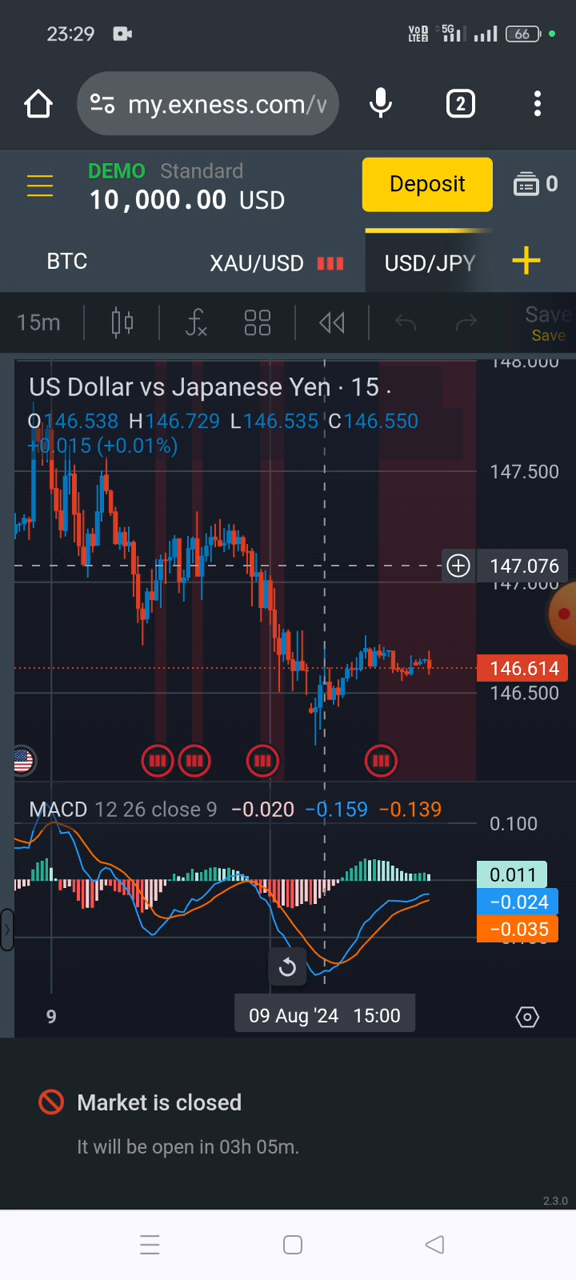 23:29 VoD LTE2 5G 66
my.exness.com/v 2
DEMO Standard
10,000.00 USD
Deposit
0
BTC XAU/USD USD/JPY
15m fx Save
Save
148.000
US Dollar vs Japanese Yen · 15 ·
O146.538 H146.729 L146.535 C146.550
+0.015 (+0.01%)
147.500
147.076
147.000
146.614
146.500
MACD 12 26 close 9 −0.020 −0.159 −0.139
0.100
0.011
−0.024
−0.035
9 09 Aug '24 15:00
Market is closed
It will be open in 03h 05m.
2.3.0